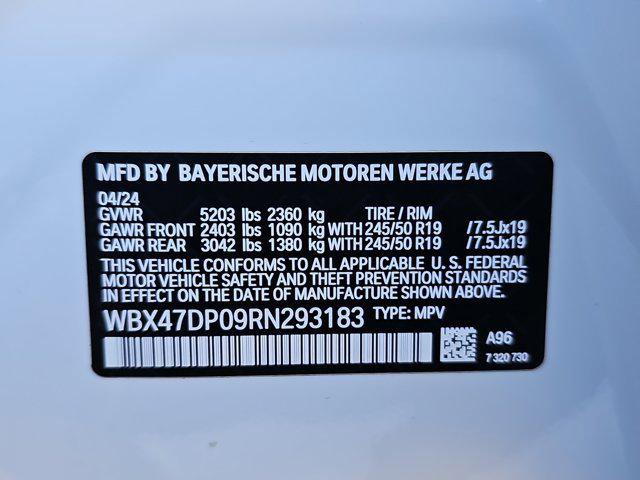 MFD BY BAYERISCHE MOTOREN WERKE AG
04/24
GVWR 5203 lbs 2360 kg TIRE / RIM
GAWR FRONT 2403 lbs 1090 kg WITH 245/50 R19 /7.5Jx19
GAWR REAR 3042 lbs 1380 kg WITH 245/50 R19 /7.5Jx19
THIS VEHICLE CONFORMS TO ALL APPLICABLE U. S. FEDERAL
MOTOR VEHICLE SAFETY AND THEFT PREVENTION STANDARDS
IN EFFECT ON THE DATE OF MANUFACTURE SHOWN ABOVE.
WBX47DP09RN293183 TYPE: MPV
A96
7 320 730